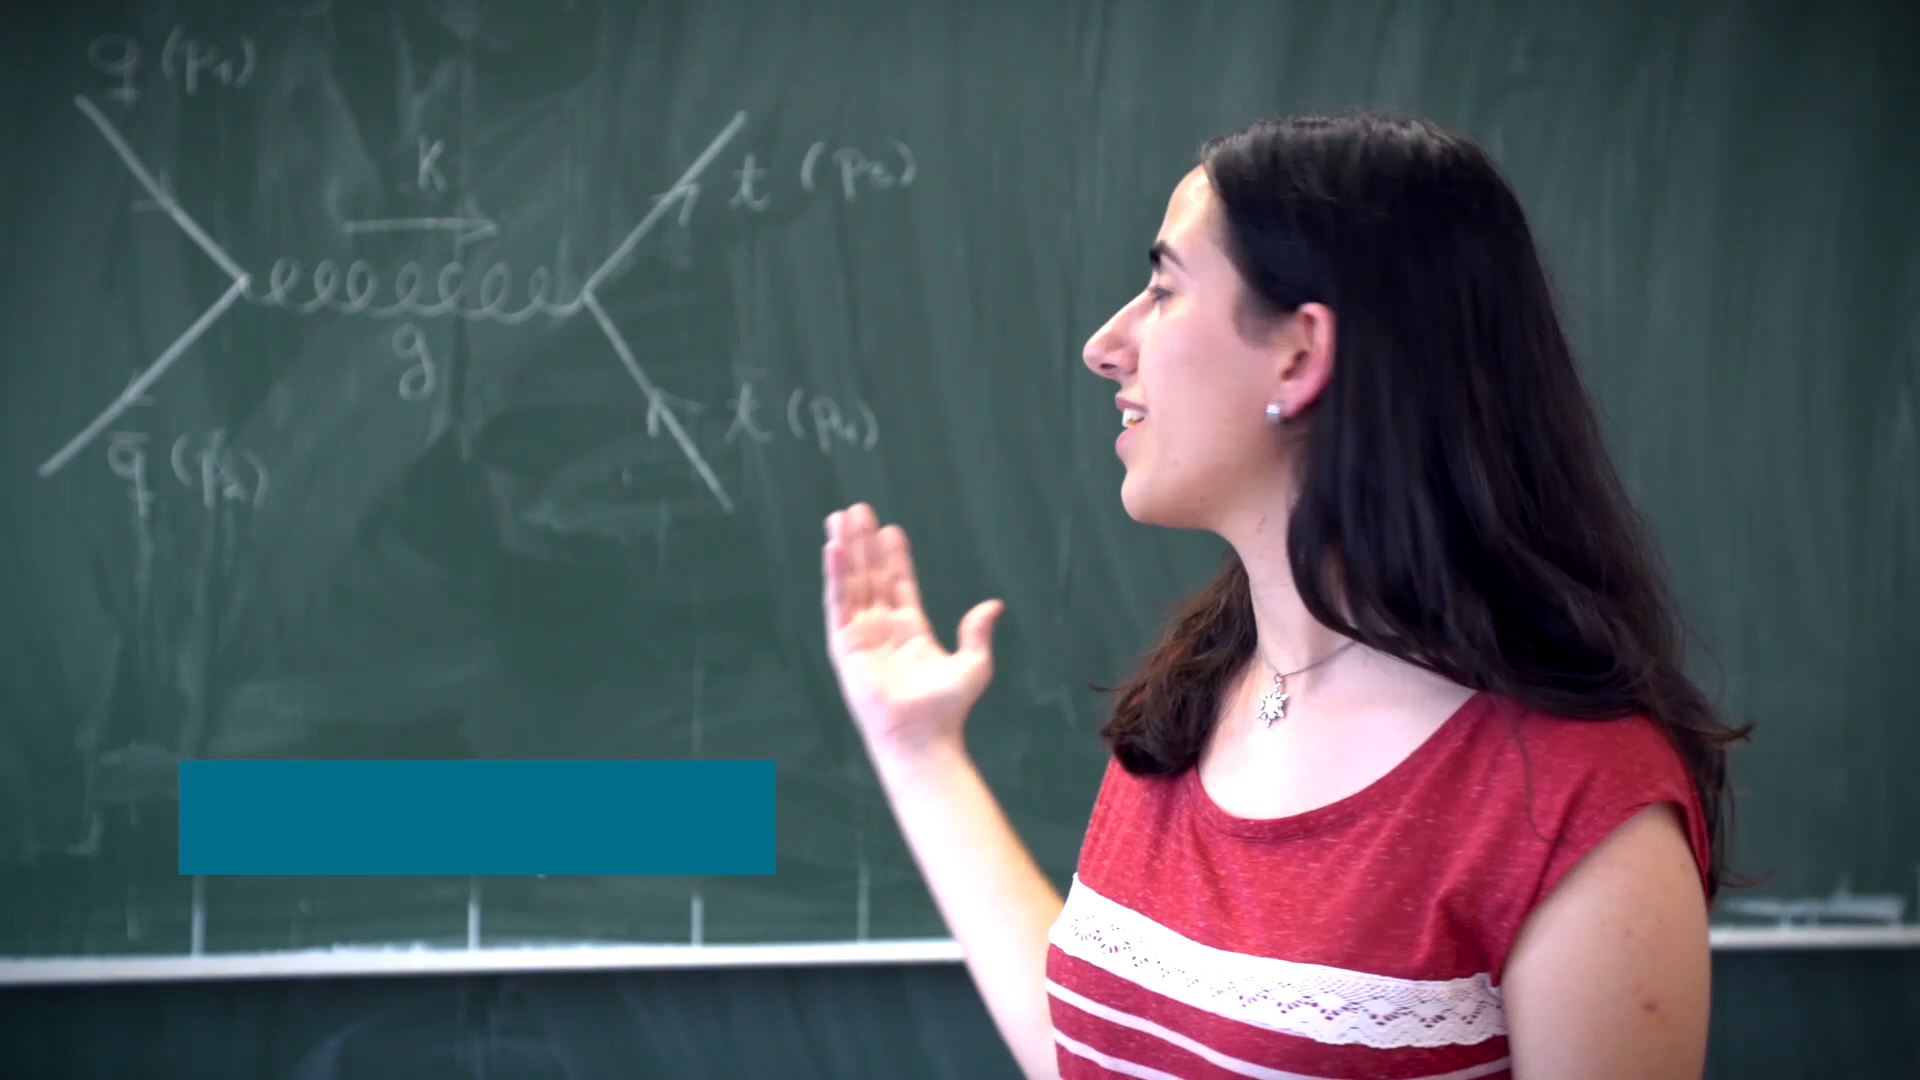 q (p₁)
K
t (p₃)
g
t̄ (p₄)
q̄ (p₂)